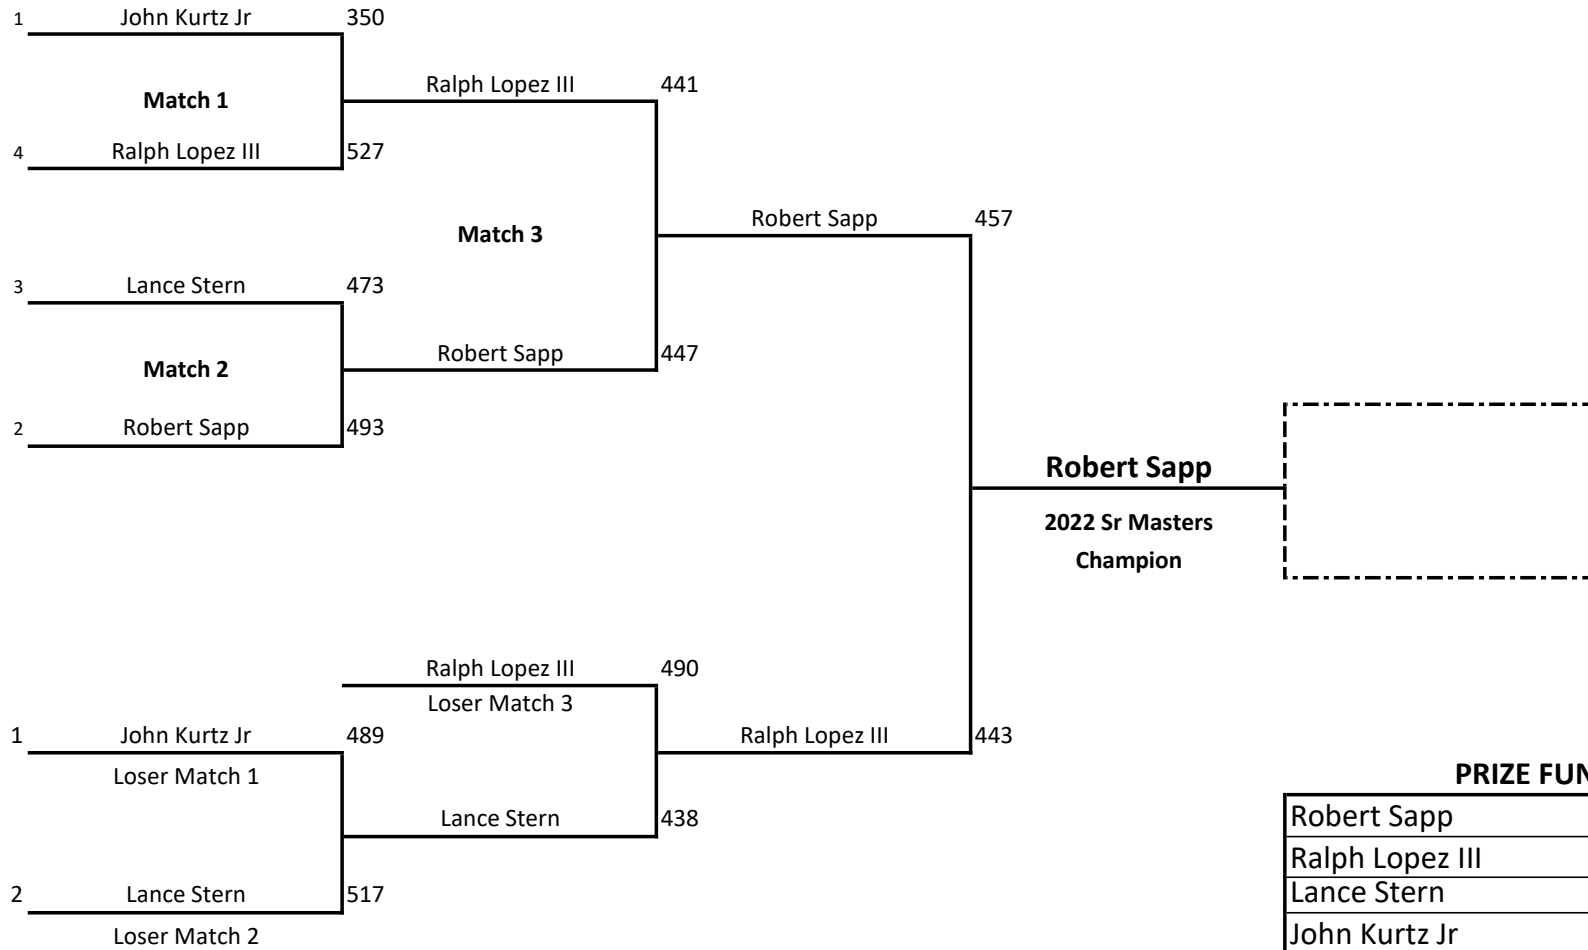 1 John Kurtz Jr 350
Ralph Lopez III 441
Match 1
4 Ralph Lopez III 527
Robert Sapp 457
Match 3
3 Lance Stern 473
Robert Sapp 447
Match 2
2 Robert Sapp 493
Robert Sapp
2022 Sr Masters
Champion
Ralph Lopez III 490
Loser Match 3
1 John Kurtz Jr 489
Ralph Lopez III 443
Loser Match 1
PRIZE FUN
Lance Stern 438
Robert Sapp
Ralph Lopez III
2 Lance Stern 517
Lance Stern
Loser Match 2
John Kurtz Jr